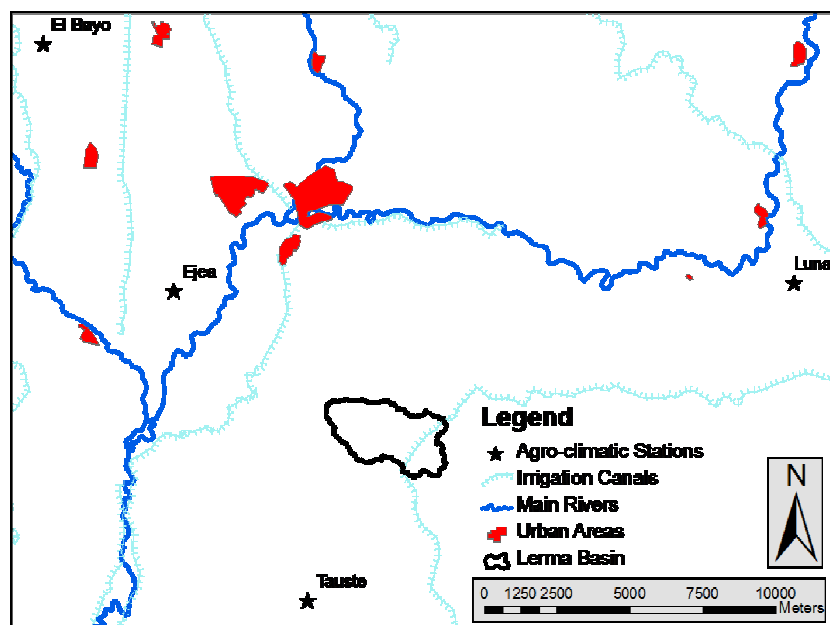 El Bayo
Ejea
Luna
Legend
Agro-climatic Stations
Irrigation Canals
Main Rivers
Urban Areas
Lerma Basin
N
Tauste
0 1250 2500 5000 7500 10000
Meters